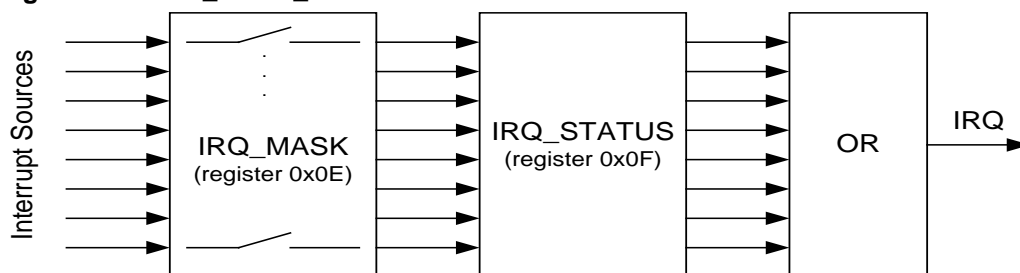 Interrupt Sources
IRQ_MASK
(register 0x0E)
IRQ_STATUS
(register 0x0F)
OR
IRQ